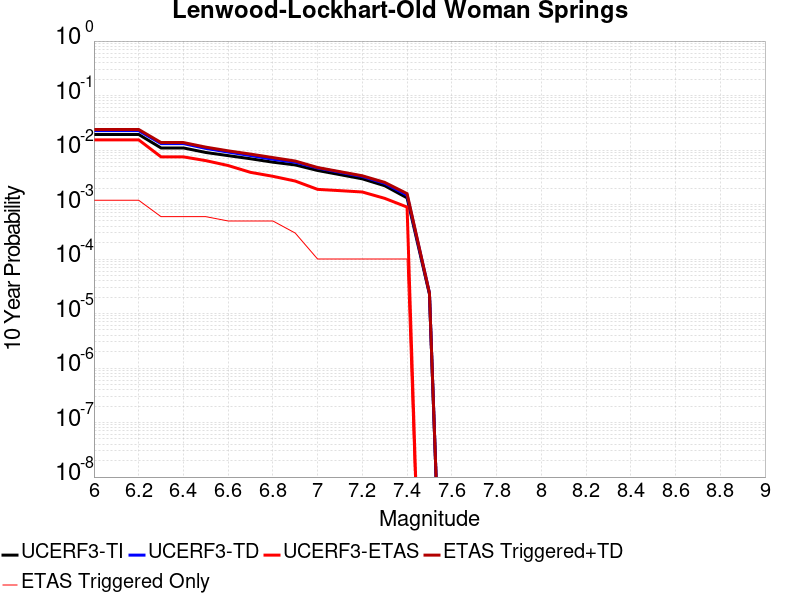 Lenwood-Lockhart-Old Woman Springs
10 0
10 -1
10 -2
10 -3
10 -4
10 -5
10 -6
10 -7
10 -8
10 Year Probability
6 6.2 6.4 6.6 6.8 7 7.2 7.4 7.6 7.8 8 8.2 8.4 8.6 8.8 9
Magnitude
UCERF3-TI UCERF3-TD UCERF3-ETAS ETAS Triggered+TD
ETAS Triggered Only